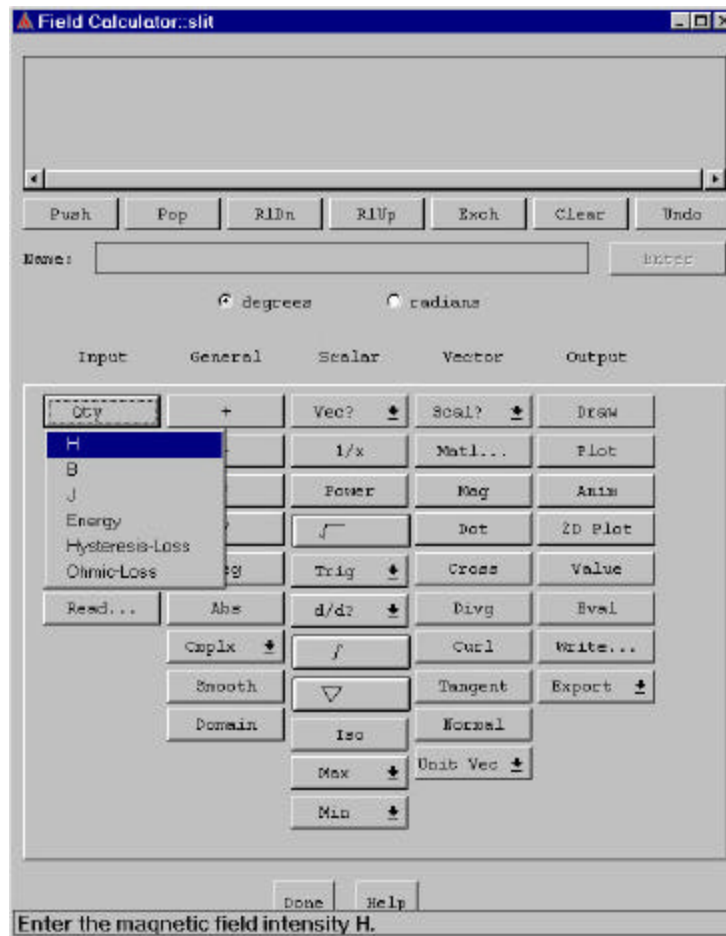 Field Calculator::slit
Push Pop RlDn RlUp Exch Clear Undo
Name: Enter
degrees radians
Input General Scalar Vector Output
Qty + Vec? Scal? Draw
H 1/x Matl... Plot
B
J Power Mag Anim
Energy √ Dot 2D Plot
Hysteresis-Loss
Ohmic-Loss Trig Cross Value
Read... Abs d/d? Divg Eval
Cmplx ∫ Curl Write...
Smooth ▽ Tangent Export
Domain Iso Normal
Max Unit Vec
Min
Done Help
Enter the magnetic field intensity H.